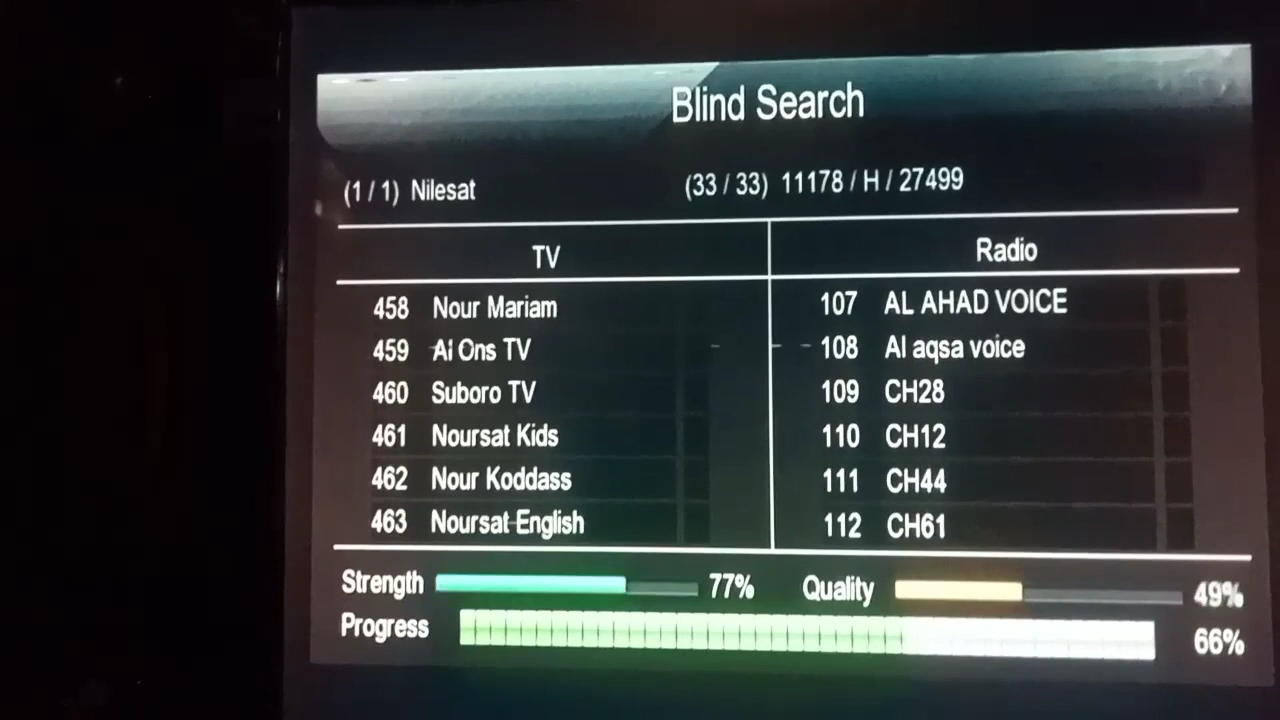 Blind Search
(1 / 1) Nilesat (33 / 33) 11178 / H / 27499
TV Radio
458 Nour Mariam 107 AL AHAD VOICE
459 Al Ons TV 108 Al aqsa voice
460 Suboro TV 109 CH28
461 Noursat Kids 110 CH12
462 Nour Koddass 111 CH44
463 Noursat English 112 CH61
Strength 77% Quality 49%
Progress 66%